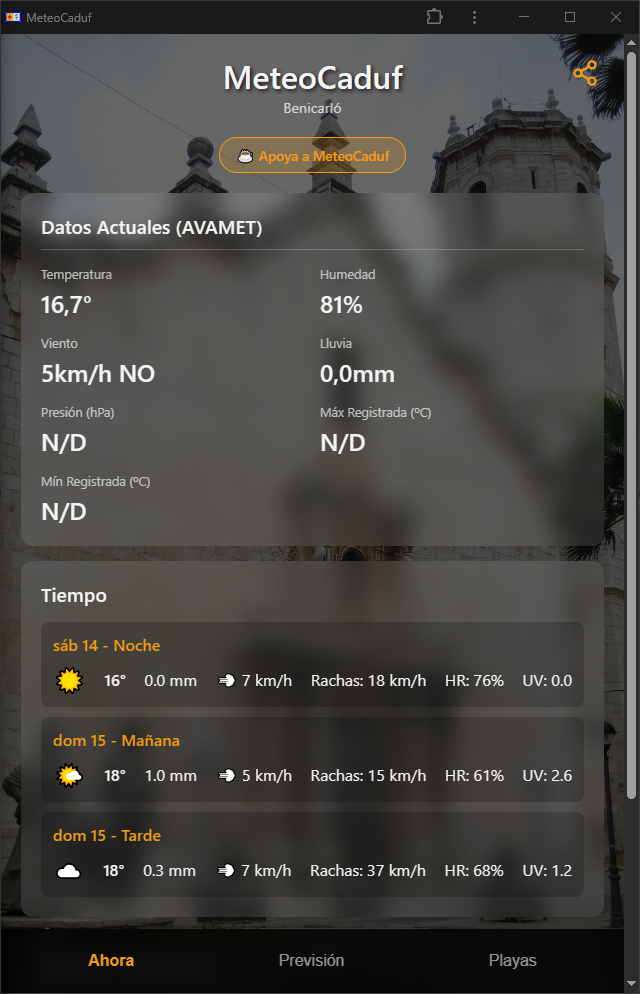 MeteoCaduf
MeteoCaduf
Benicarló
Apoya a MeteoCaduf
Datos Actuales (AVAMET)
Temperatura
16,7°
Humedad
81%
Viento
5km/h NO
Lluvia
0,0mm
Presión (hPa)
N/D
Máx Registrada (ºC)
N/D
Mín Registrada (ºC)
N/D
Tiempo
sáb 14 - Noche
16° 0.0 mm 7 km/h Rachas: 18 km/h HR: 76% UV: 0.0
dom 15 - Mañana
18° 1.0 mm 5 km/h Rachas: 15 km/h HR: 61% UV: 2.6
dom 15 - Tarde
18° 0.3 mm 7 km/h Rachas: 37 km/h HR: 68% UV: 1.2
Ahora Previsión Playas